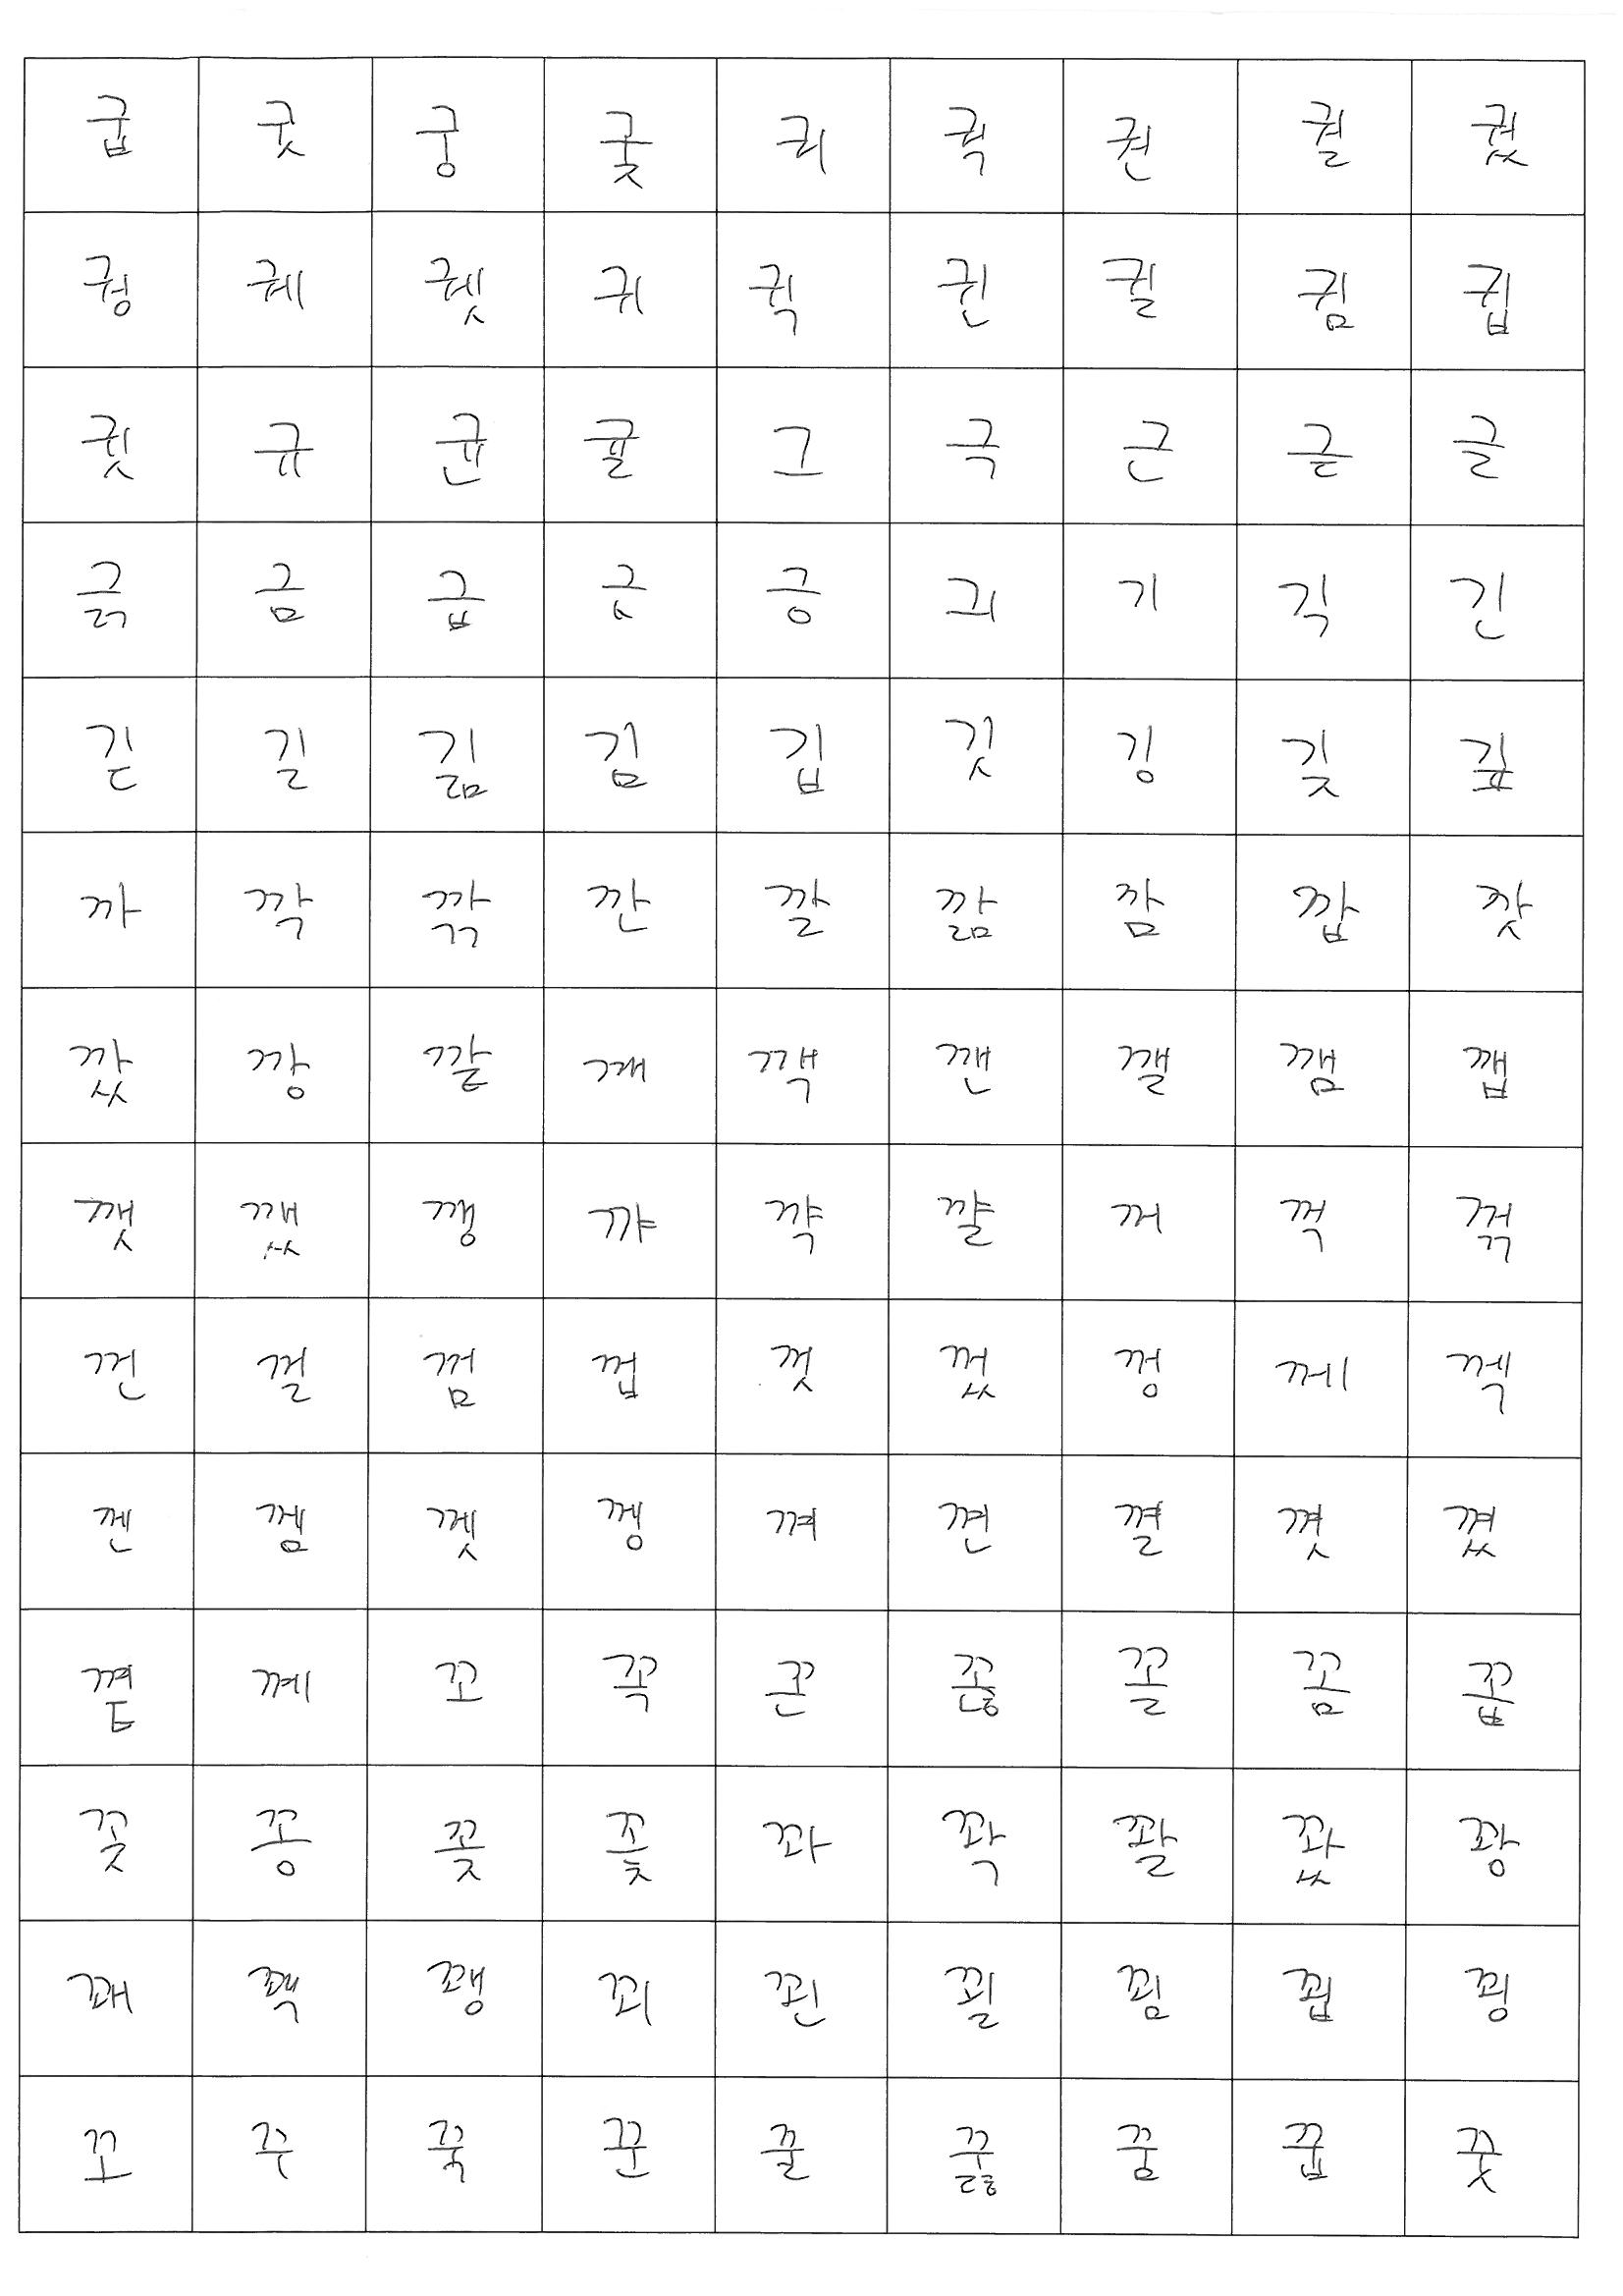 굽 굿 궁 궂 궈 궉 권 궐 궜
궝 궤 궷 귀 귁 귄 귈 귐 귑
귓 규 균 귤 그 극 근 귿 글
긁 금 급 긋 긍 긔 기 긱 긴
긷 길 긺 김 깁 깃 깅 깆 깊
까 깍 깎 깐 깔 깖 깜 깝 깟
깠 깡 깥 깨 깩 깬 깰 깸 깹
깻 깼 깽 꺄 꺅 꺌 꺼 꺽 꺾
껀 껄 껌 껍 껏 껐 껑 께 껙
껜 껨 껫 껭 껴 껸 껼 꼇 꼈
꼍 꼐 꼬 꼭 꼰 꼲 꼴 꼼 꼽
꼿 꽁 꽂 꽃 꽈 꽉 꽐 꽜 꽝
꽤 꽥 꽹 꾀 꾄 꾈 꾐 꾑 꾕
꾜 꾸 꾹 꾼 꿀 꿇 꿈 꿉 꿋